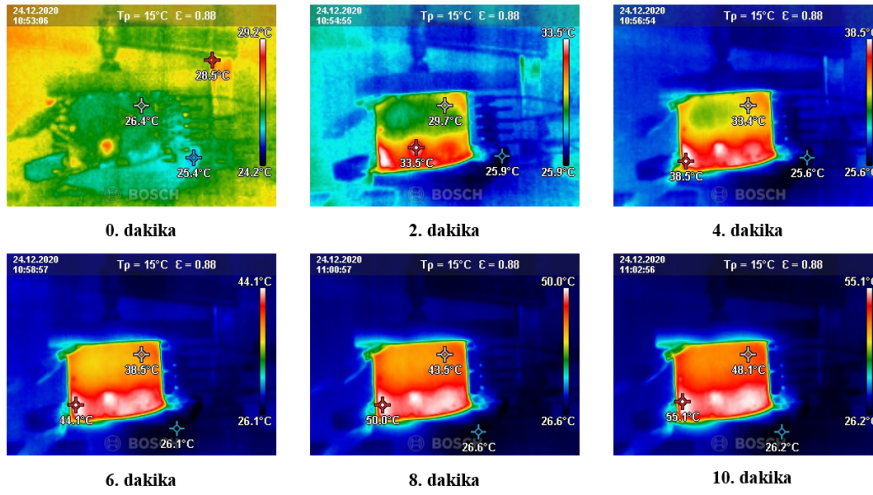 24.12.2020
10:53:06
Tρ = 15°C ε = 0.88
29.2°C
28.5°C
26.4°C
25.4°C
24.2°C
BOSCH
0. dakika
24.12.2020
10:54:55
Tρ = 15°C ε = 0.88
33.5°C
29.7°C
33.5°C
25.9°C
25.9°C
BOSCH
2. dakika
24.12.2020
10:56:54
Tρ = 15°C ε = 0.88
38.5°C
33.4°C
38.5°C
25.6°C
25.6°C
BOSCH
4. dakika
24.12.2020
10:58:57
Tρ = 15°C ε = 0.88
44.1°C
38.5°C
44.1°C
26.1°C
26.1°C
BOSCH
6. dakika
24.12.2020
11:00:57
Tρ = 15°C ε = 0.88
50.0°C
43.5°C
50.0°C
26.6°C
26.6°C
BOSCH
8. dakika
24.12.2020
11:02:56
Tρ = 15°C ε = 0.88
55.1°C
48.1°C
55.1°C
26.2°C
26.2°C
BOSCH
10. dakika